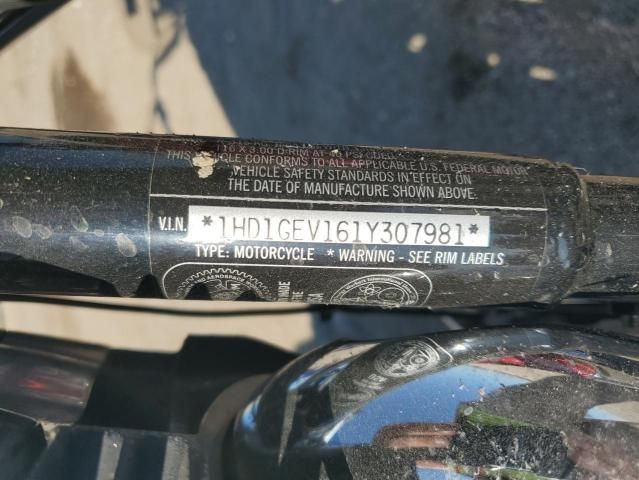 THIS VEHICLE CONFORMS TO ALL APPLICABLE U.S. FEDERAL MOTOR
VEHICLE SAFETY STANDARDS IN EFFECT ON
THE DATE OF MANUFACTURE SHOWN ABOVE.
V.I.N. *1HD1GEV161Y307981*
TYPE: MOTORCYCLE * WARNING - SEE RIM LABELS
MADE